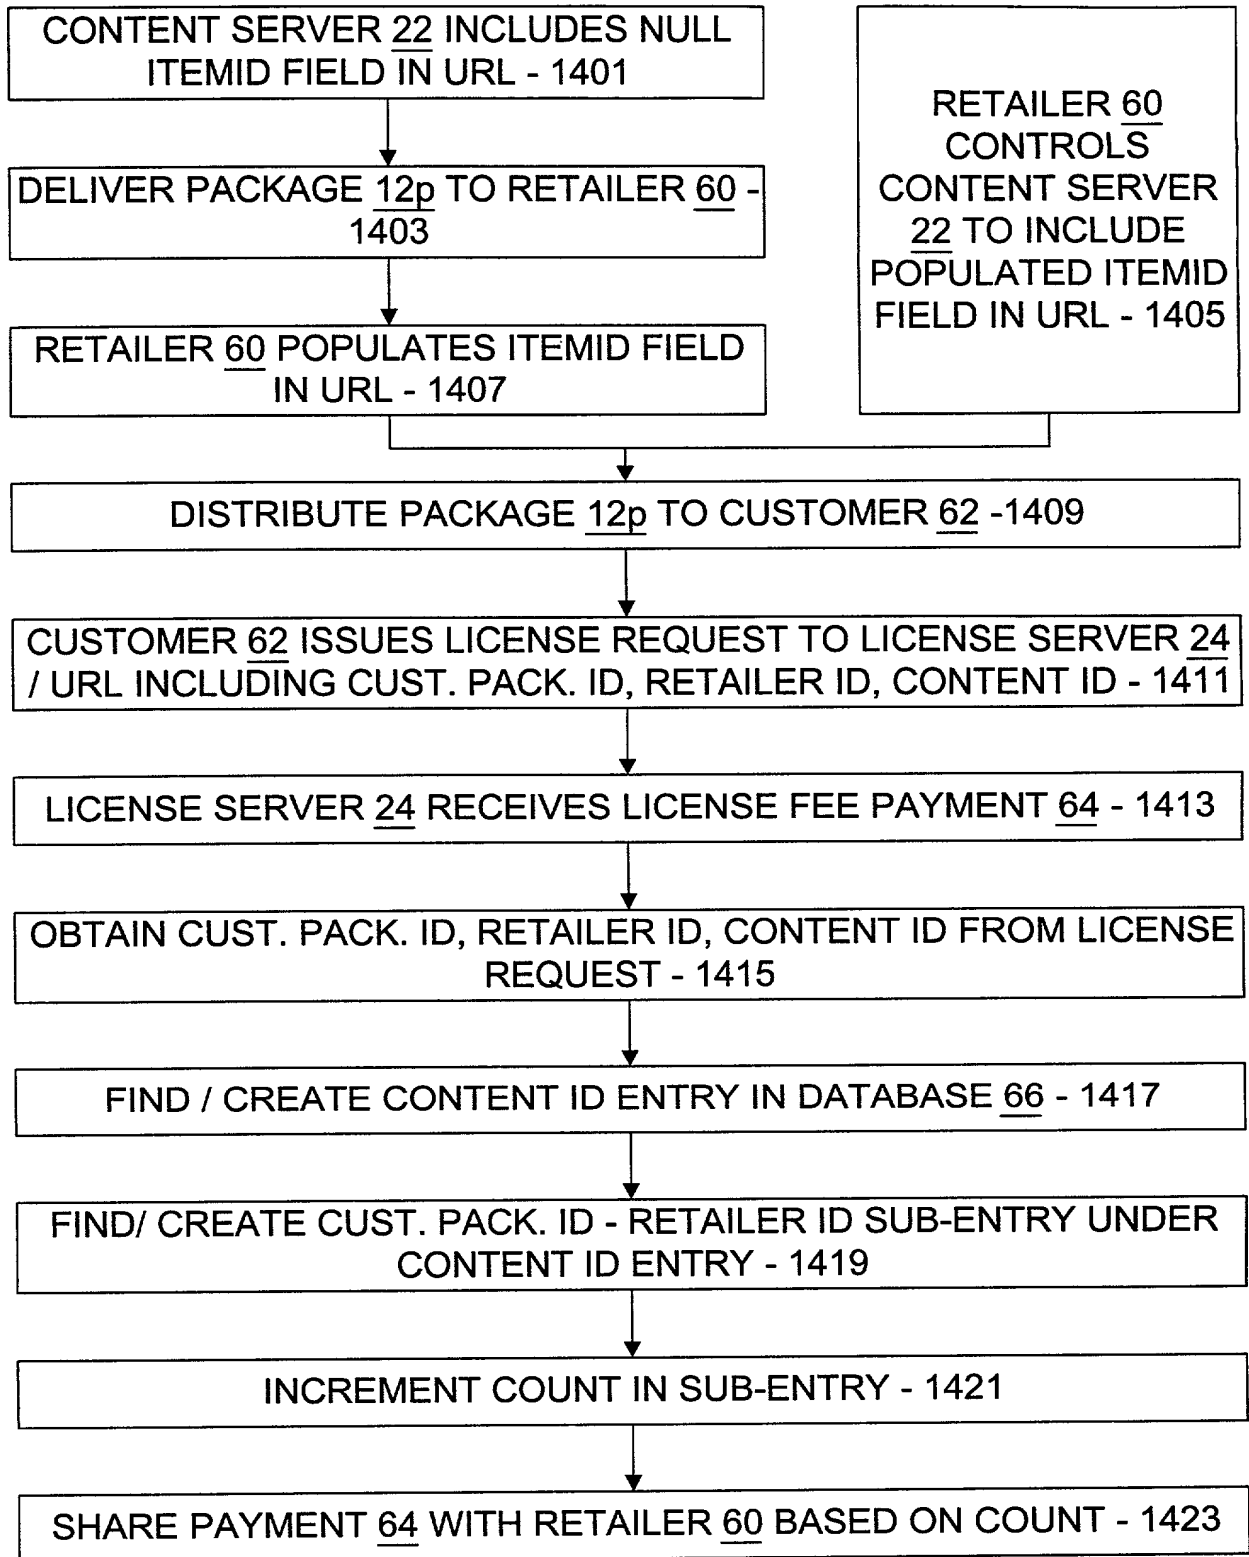 CONTENT SERVER 22 INCLUDES NULL
ITEMID FIELD IN URL - 1401
DELIVER PACKAGE 12p TO RETAILER 60 -
1403
RETAILER 60 POPULATES ITEMID FIELD
IN URL - 1407
RETAILER 60
CONTROLS
CONTENT SERVER
22 TO INCLUDE
POPULATED ITEMID
FIELD IN URL - 1405
DISTRIBUTE PACKAGE 12p TO CUSTOMER 62 -1409
CUSTOMER 62 ISSUES LICENSE REQUEST TO LICENSE SERVER 24
/ URL INCLUDING CUST. PACK. ID, RETAILER ID, CONTENT ID - 1411
LICENSE SERVER 24 RECEIVES LICENSE FEE PAYMENT 64 - 1413
OBTAIN CUST. PACK. ID, RETAILER ID, CONTENT ID FROM LICENSE
REQUEST - 1415
FIND / CREATE CONTENT ID ENTRY IN DATABASE 66 - 1417
FIND/ CREATE CUST. PACK. ID - RETAILER ID SUB-ENTRY UNDER
CONTENT ID ENTRY - 1419
INCREMENT COUNT IN SUB-ENTRY - 1421
SHARE PAYMENT 64 WITH RETAILER 60 BASED ON COUNT - 1423